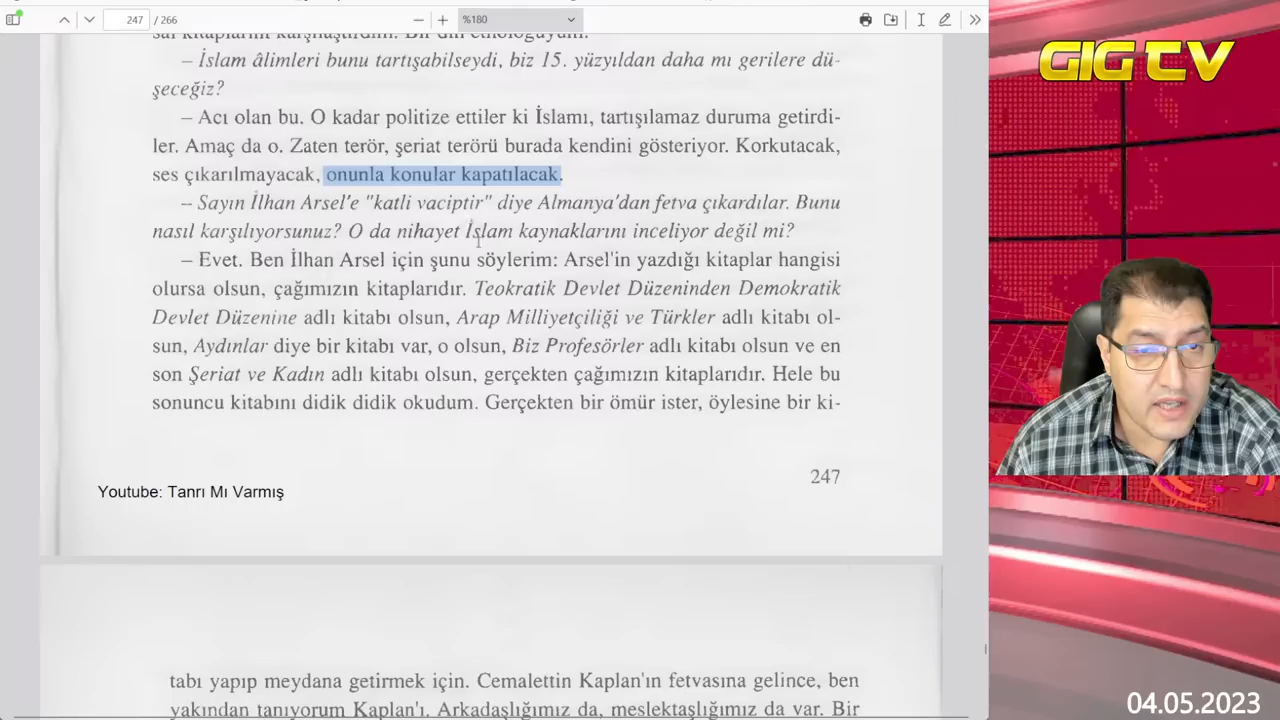 247 / 266
%180
– İslam âlimleri bunu tartışabilseydi, biz 15. yüzyıldan daha mı gerilere dü-
şeceğiz?
– Acı olan bu. O kadar politize ettiler ki İslamı, tartışılamaz duruma getirdi-
ler. Amaç da o. Zaten terör, şeriat terörü burada kendini gösteriyor. Korkutacak,
ses çıkarılmayacak, onunla konular kapatılacak.
– Sayın İlhan Arsel'e "katli vaciptir" diye Almanya'dan fetva çıkardılar. Bunu
nasıl karşılıyorsunuz? O da nihayet İslam kaynaklarını inceliyor değil mi?
– Evet. Ben İlhan Arsel için şunu söylerim: Arsel'in yazdığı kitaplar hangisi
olursa olsun, çağımızın kitaplarıdır. Teokratik Devlet Düzeninden Demokratik
Devlet Düzenine adlı kitabı olsun, Arap Milliyetçiliği ve Türkler adlı kitabı ol-
sun, Aydınlar diye bir kitabı var, o olsun, Biz Profesörler adlı kitabı olsun ve en
son Şeriat ve Kadın adlı kitabı olsun, gerçekten çağımızın kitaplarıdır. Hele bu
sonuncu kitabını didik didik okudum. Gerçekten bir ömür ister, öylesine bir ki-
247
Youtube: Tanrı Mı Varmış
tabı yapıp meydana getirmek için. Cemalettin Kaplan'ın fetvasına gelince, ben
yakından tanıyorum Kaplan'ı. Arkadaşlığımız da, meslektaşlığımız da var. Bir
GIG TV
04.05.2023